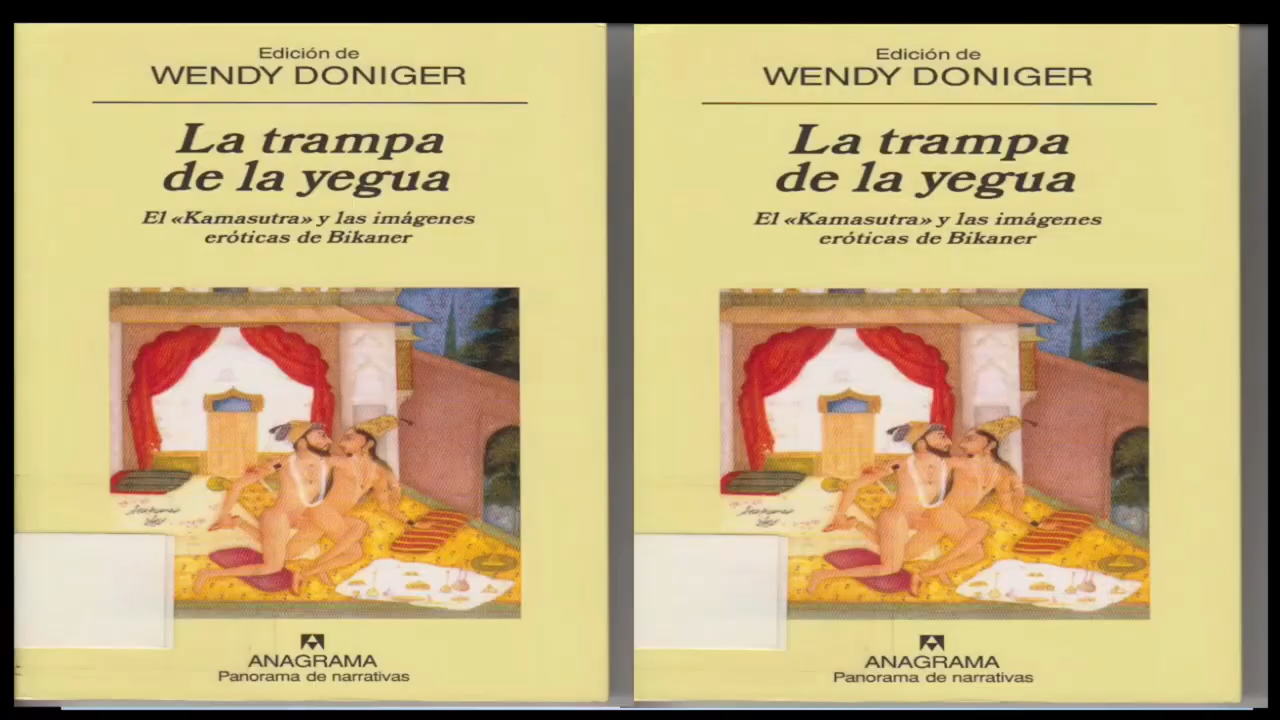 Edición de
WENDY DONIGER
La trampa
de la yegua
El «Kamasutra» y las imágenes
eróticas de Bikaner
ANAGRAMA
Panorama de narrativas
Edición de
WENDY DONIGER
La trampa
de la yegua
El «Kamasutra» y las imágenes
eróticas de Bikaner
ANAGRAMA
Panorama de narrativas